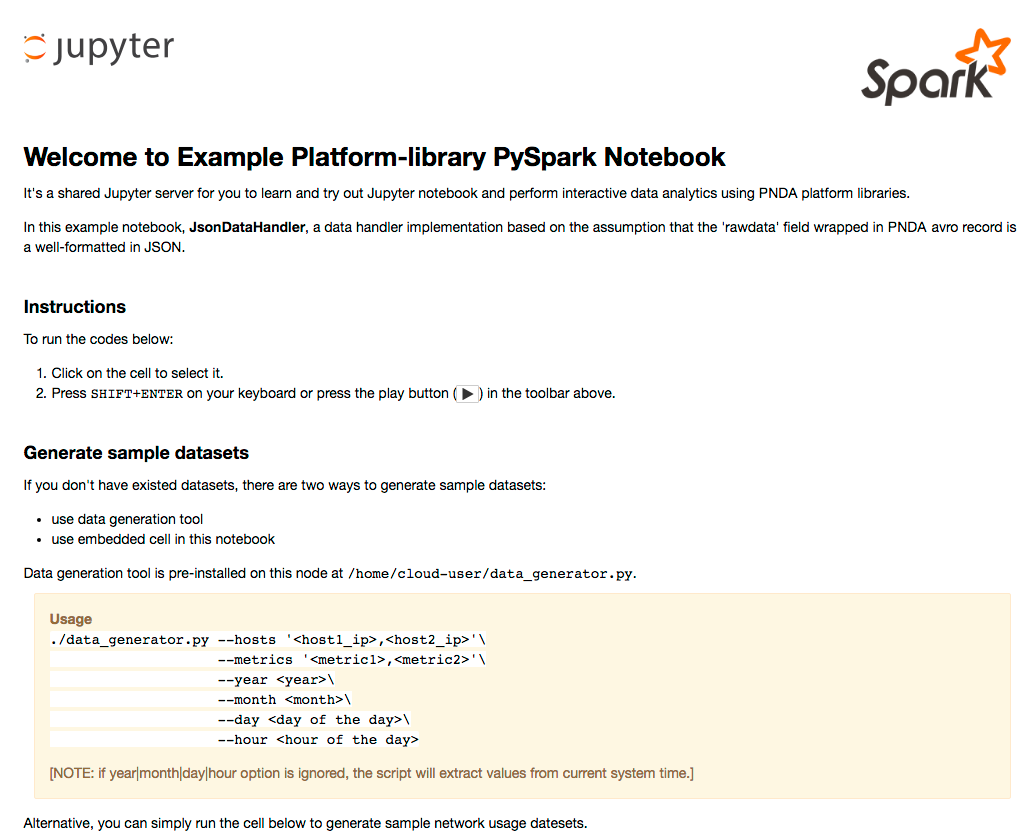 jupyter
Spark
Welcome to Example Platform-library PySpark Notebook
It's a shared Jupyter server for you to learn and try out Jupyter notebook and perform interactive data analytics using PNDA platform libraries.
In this example notebook, JsonDataHandler, a data handler implementation based on the assumption that the 'rawdata' field wrapped in PNDA avro record is
a well-formatted in JSON.
Instructions
To run the codes below:
1. Click on the cell to select it.
2. Press SHIFT+ENTER on your keyboard or press the play button (▶) in the toolbar above.
Generate sample datasets
If you don't have existed datasets, there are two ways to generate sample datasets:
• use data generation tool
• use embedded cell in this notebook
Data generation tool is pre-installed on this node at /home/cloud-user/data_generator.py.
Usage
./data_generator.py --hosts '<host1_ip>,<host2_ip>'\
--metrics '<metric1>,<metric2>'\
--year <year>\
--month <month>\
--day <day of the day>\
--hour <hour of the day>
[NOTE: if year|month|day|hour option is ignored, the script will extract values from current system time.]
Alternative, you can simply run the cell below to generate sample network usage datesets.